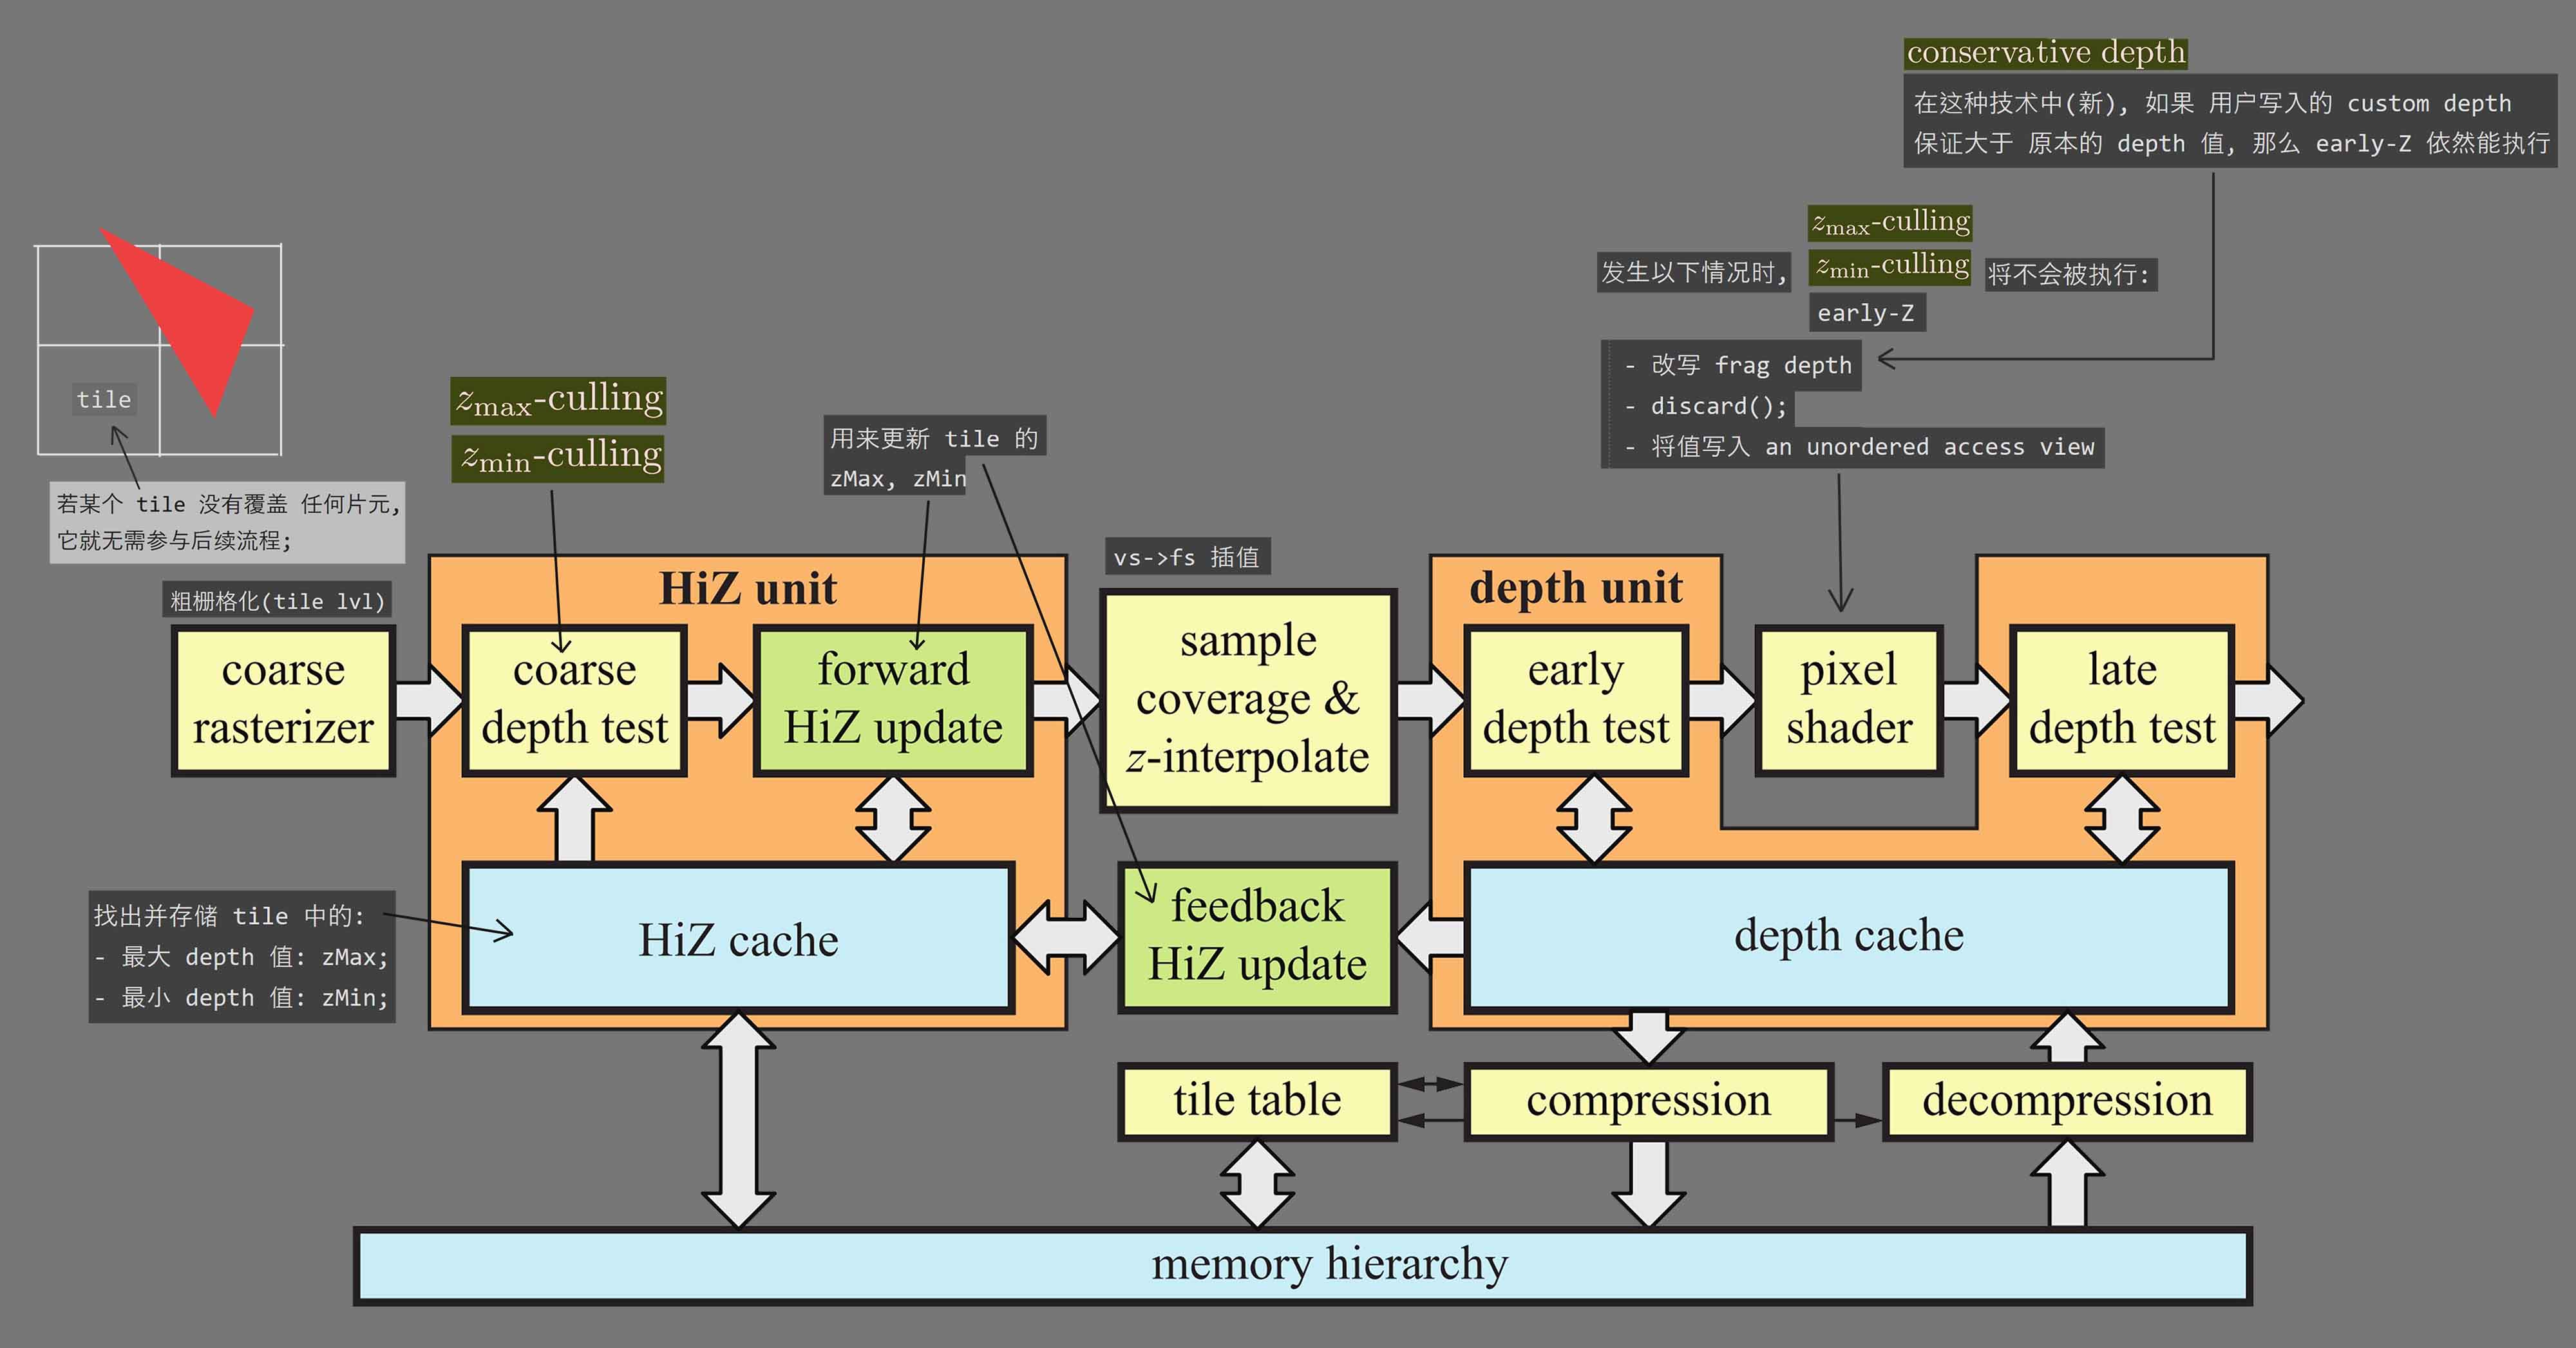 conservative depth
在这种技术中(新), 如果 用户写入的 custom depth
保证大于 原本的 depth 值, 那么 early-Z 依然能执行
zmax-culling
发生以下情况时,
zmin-culling
将不会被执行:
early-Z
- 改写 frag depth
- discard();
- 将值写入 an unordered access view
tile
若某个 tile 没有覆盖 任何片元,
它就无需参与后续流程;
zmax-culling
zmin-culling
用来更新 tile 的
zMax, zMin
vs->fs 插值
粗栅格化(tile lvl)
HiZ unit
depth unit
coarse
rasterizer
coarse
depth test
forward
HiZ update
sample
coverage &
z-interpolate
early
depth test
pixel
shader
late
depth test
找出并存储 tile 中的:
- 最大 depth 值: zMax;
- 最小 depth 值: zMin;
HiZ cache
feedback
HiZ update
depth cache
tile table
compression
decompression
memory hierarchy